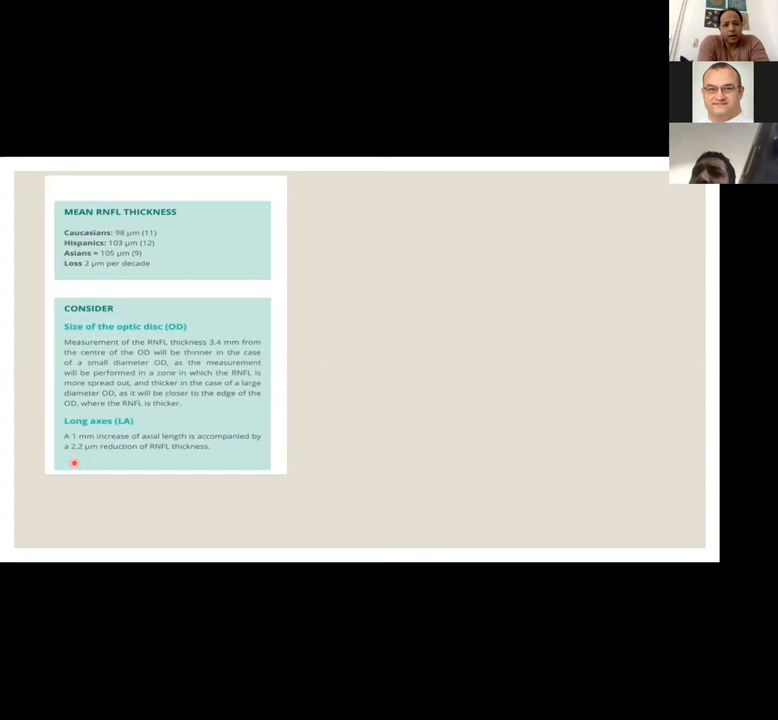 MEAN RNFL THICKNESS
Caucasians: 98 µm (11)
Hispanics: 103 µm (12)
Asians ≈ 105 µm (9)
Loss 2 µm per decade
CONSIDER
Size of the optic disc (OD)
Measurement of the RNFL thickness 3.4 mm from
the centre of the OD will be thinner in the case
of a small diameter OD, as the measurement
will be performed in a zone in which the RNFL is
more spread out, and thicker in the case of a large
diameter OD, as it will be closer to the edge of the
OD, where the RNFL is thicker.
Long axes (LA)
A 1 mm increase of axial length is accompanied by
a 2.2 µm reduction of RNFL thickness.